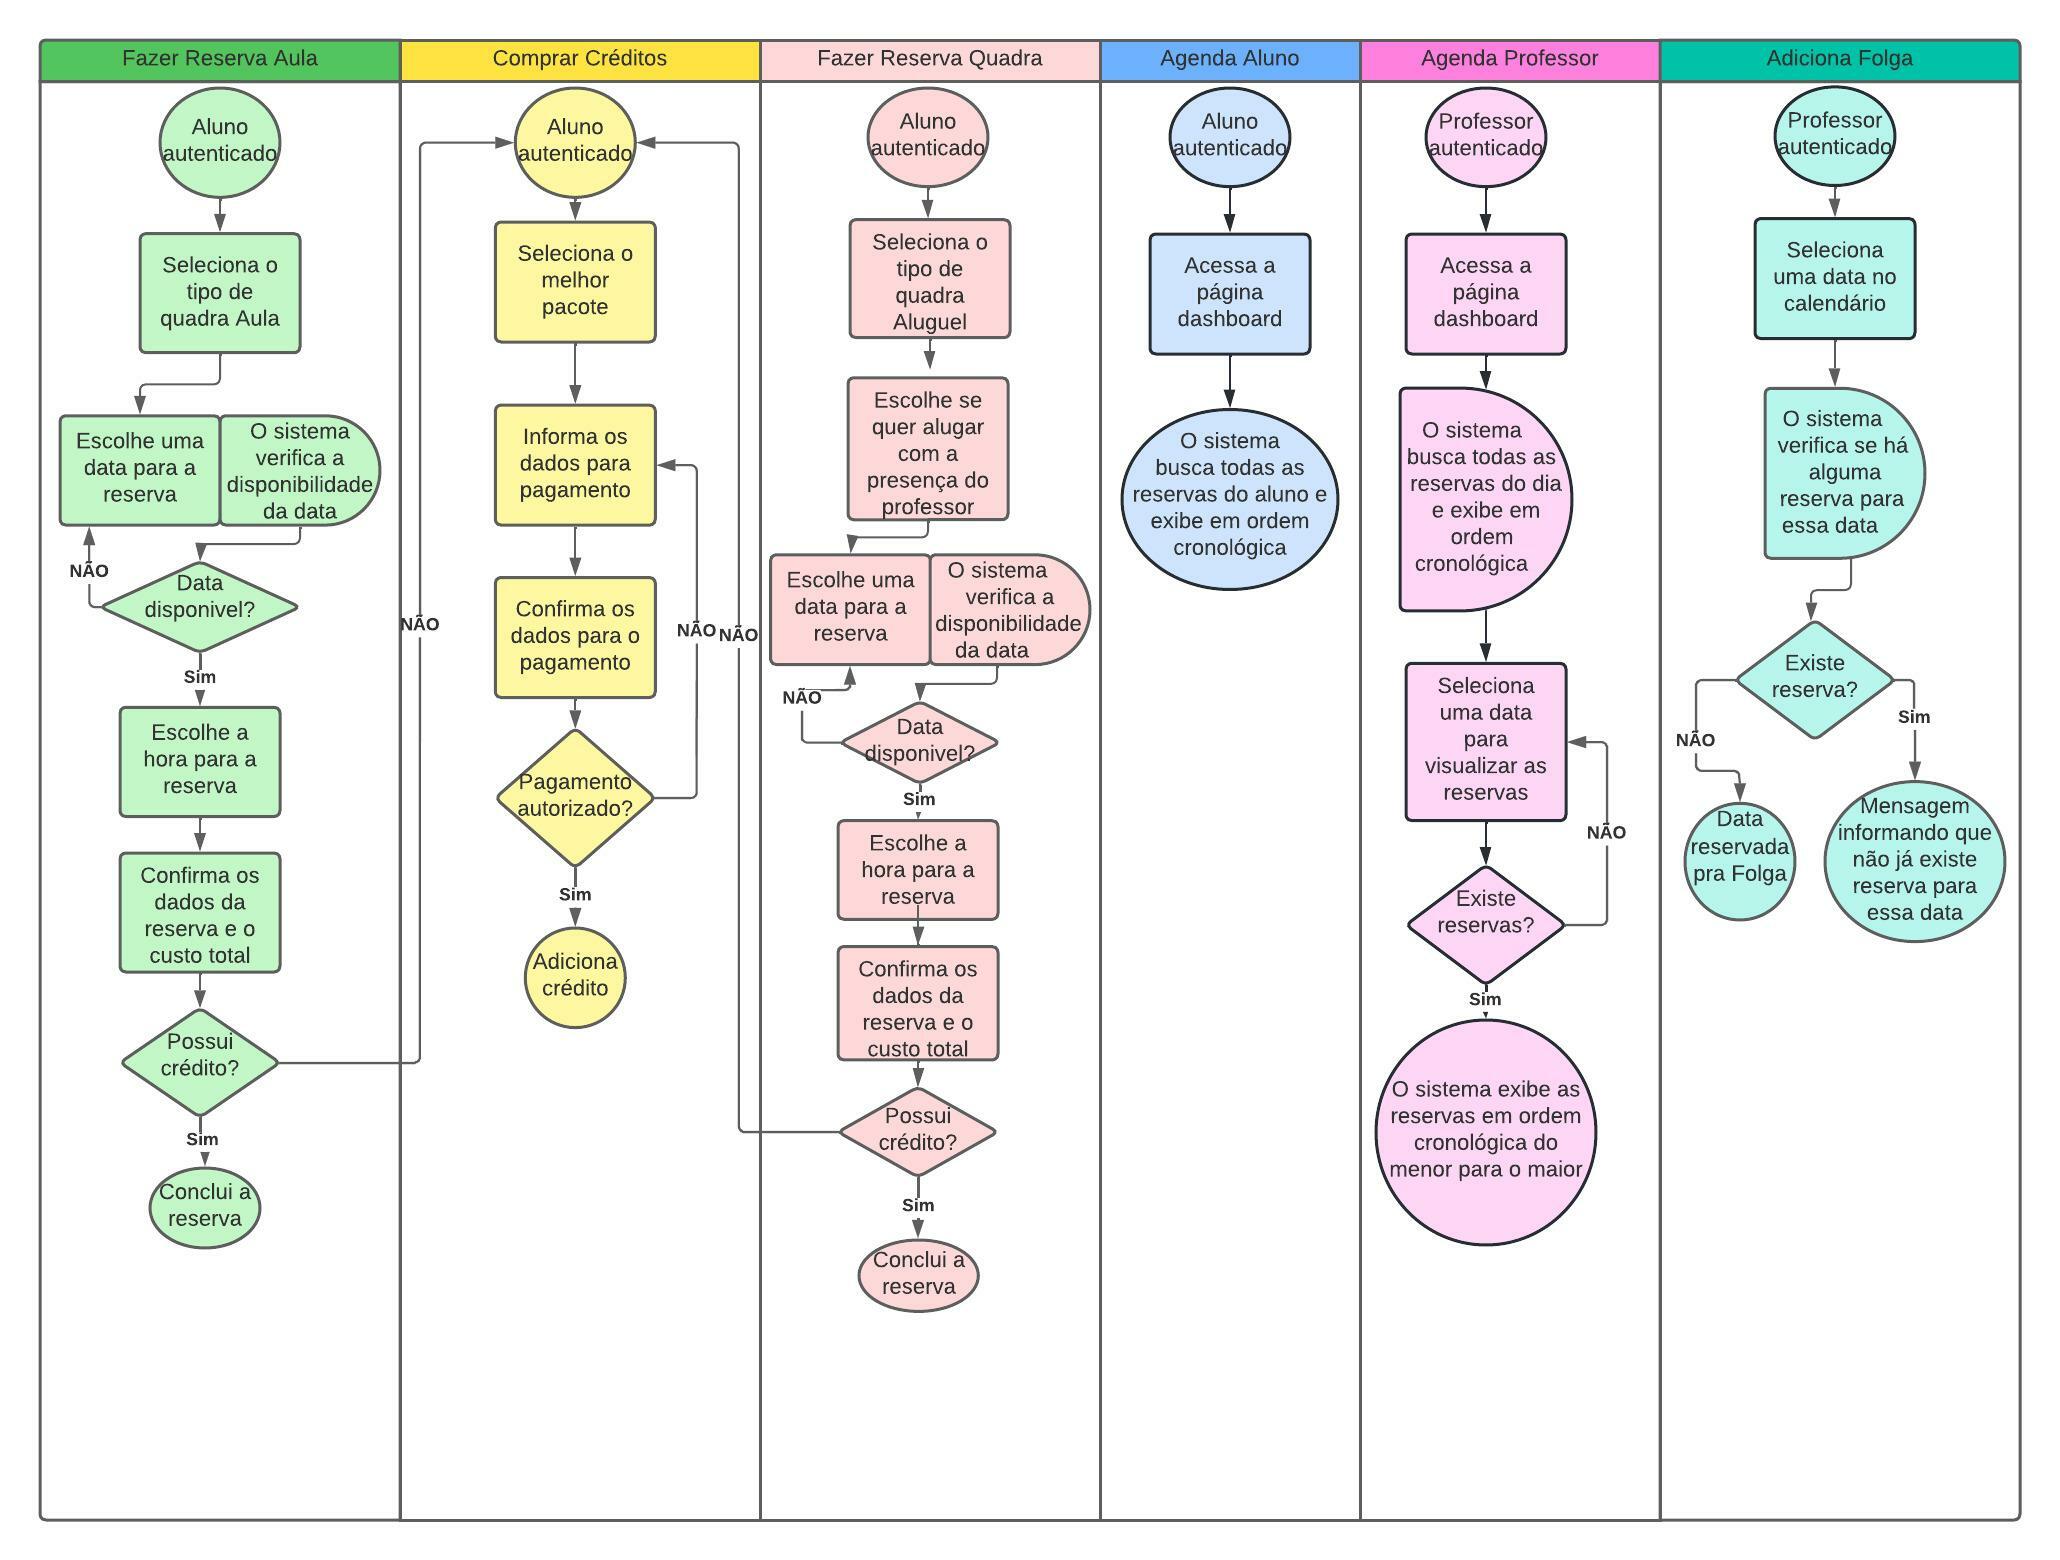 Fazer Reserva Aula
Aluno
autenticado
Seleciona o
tipo de
quadra Aula
Escolhe uma
data para a
reserva
O sistema
verifica a
disponibilidade
da data
Data
disponivel?
NÃO
Sim
Escolhe a
hora para a
reserva
Confirma os
dados da
reserva e o
custo total
Possui
crédito?
NÃO
Sim
Conclui a
reserva
Comprar Créditos
Aluno
autenticado
Seleciona o
melhor
pacote
Informa os
dados para
pagamento
Confirma os
dados para o
pagamento
Pagamento
autorizado?
NÃO
Sim
Adiciona
crédito
Fazer Reserva Quadra
Aluno
autenticado
Seleciona o
tipo de
quadra
Aluguel
Escolhe se
quer alugar
com a
presença do
professor
Escolhe uma
data para a
reserva
O sistema
verifica a
disponibilidade
da data
Data
disponivel?
NÃO
Sim
Escolhe a
hora para a
reserva
Confirma os
dados da
reserva e o
custo total
Possui
crédito?
NÃO
Sim
Conclui a
reserva
Agenda Aluno
Aluno
autenticado
Acessa a
página
dashboard
O sistema
busca todas as
reservas do aluno e
exibe em ordem
cronológica
Agenda Professor
Professor
autenticado
Acessa a
página
dashboard
O sistema
busca todas as
reservas do dia
e exibe em
ordem
cronológica
Seleciona
uma data
para
visualizar as
reservas
Existe
reservas?
NÃO
Sim
O sistema exibe as
reservas em ordem
cronológica do
menor para o maior
Adiciona Folga
Professor
autenticado
Seleciona
uma data no
calendário
O sistema
verifica se há
alguma
reserva para
essa data
Existe
reserva?
NÃO
Sim
Data
reservada
pra Folga
Mensagem
informando que
não já existe
reserva para
essa data